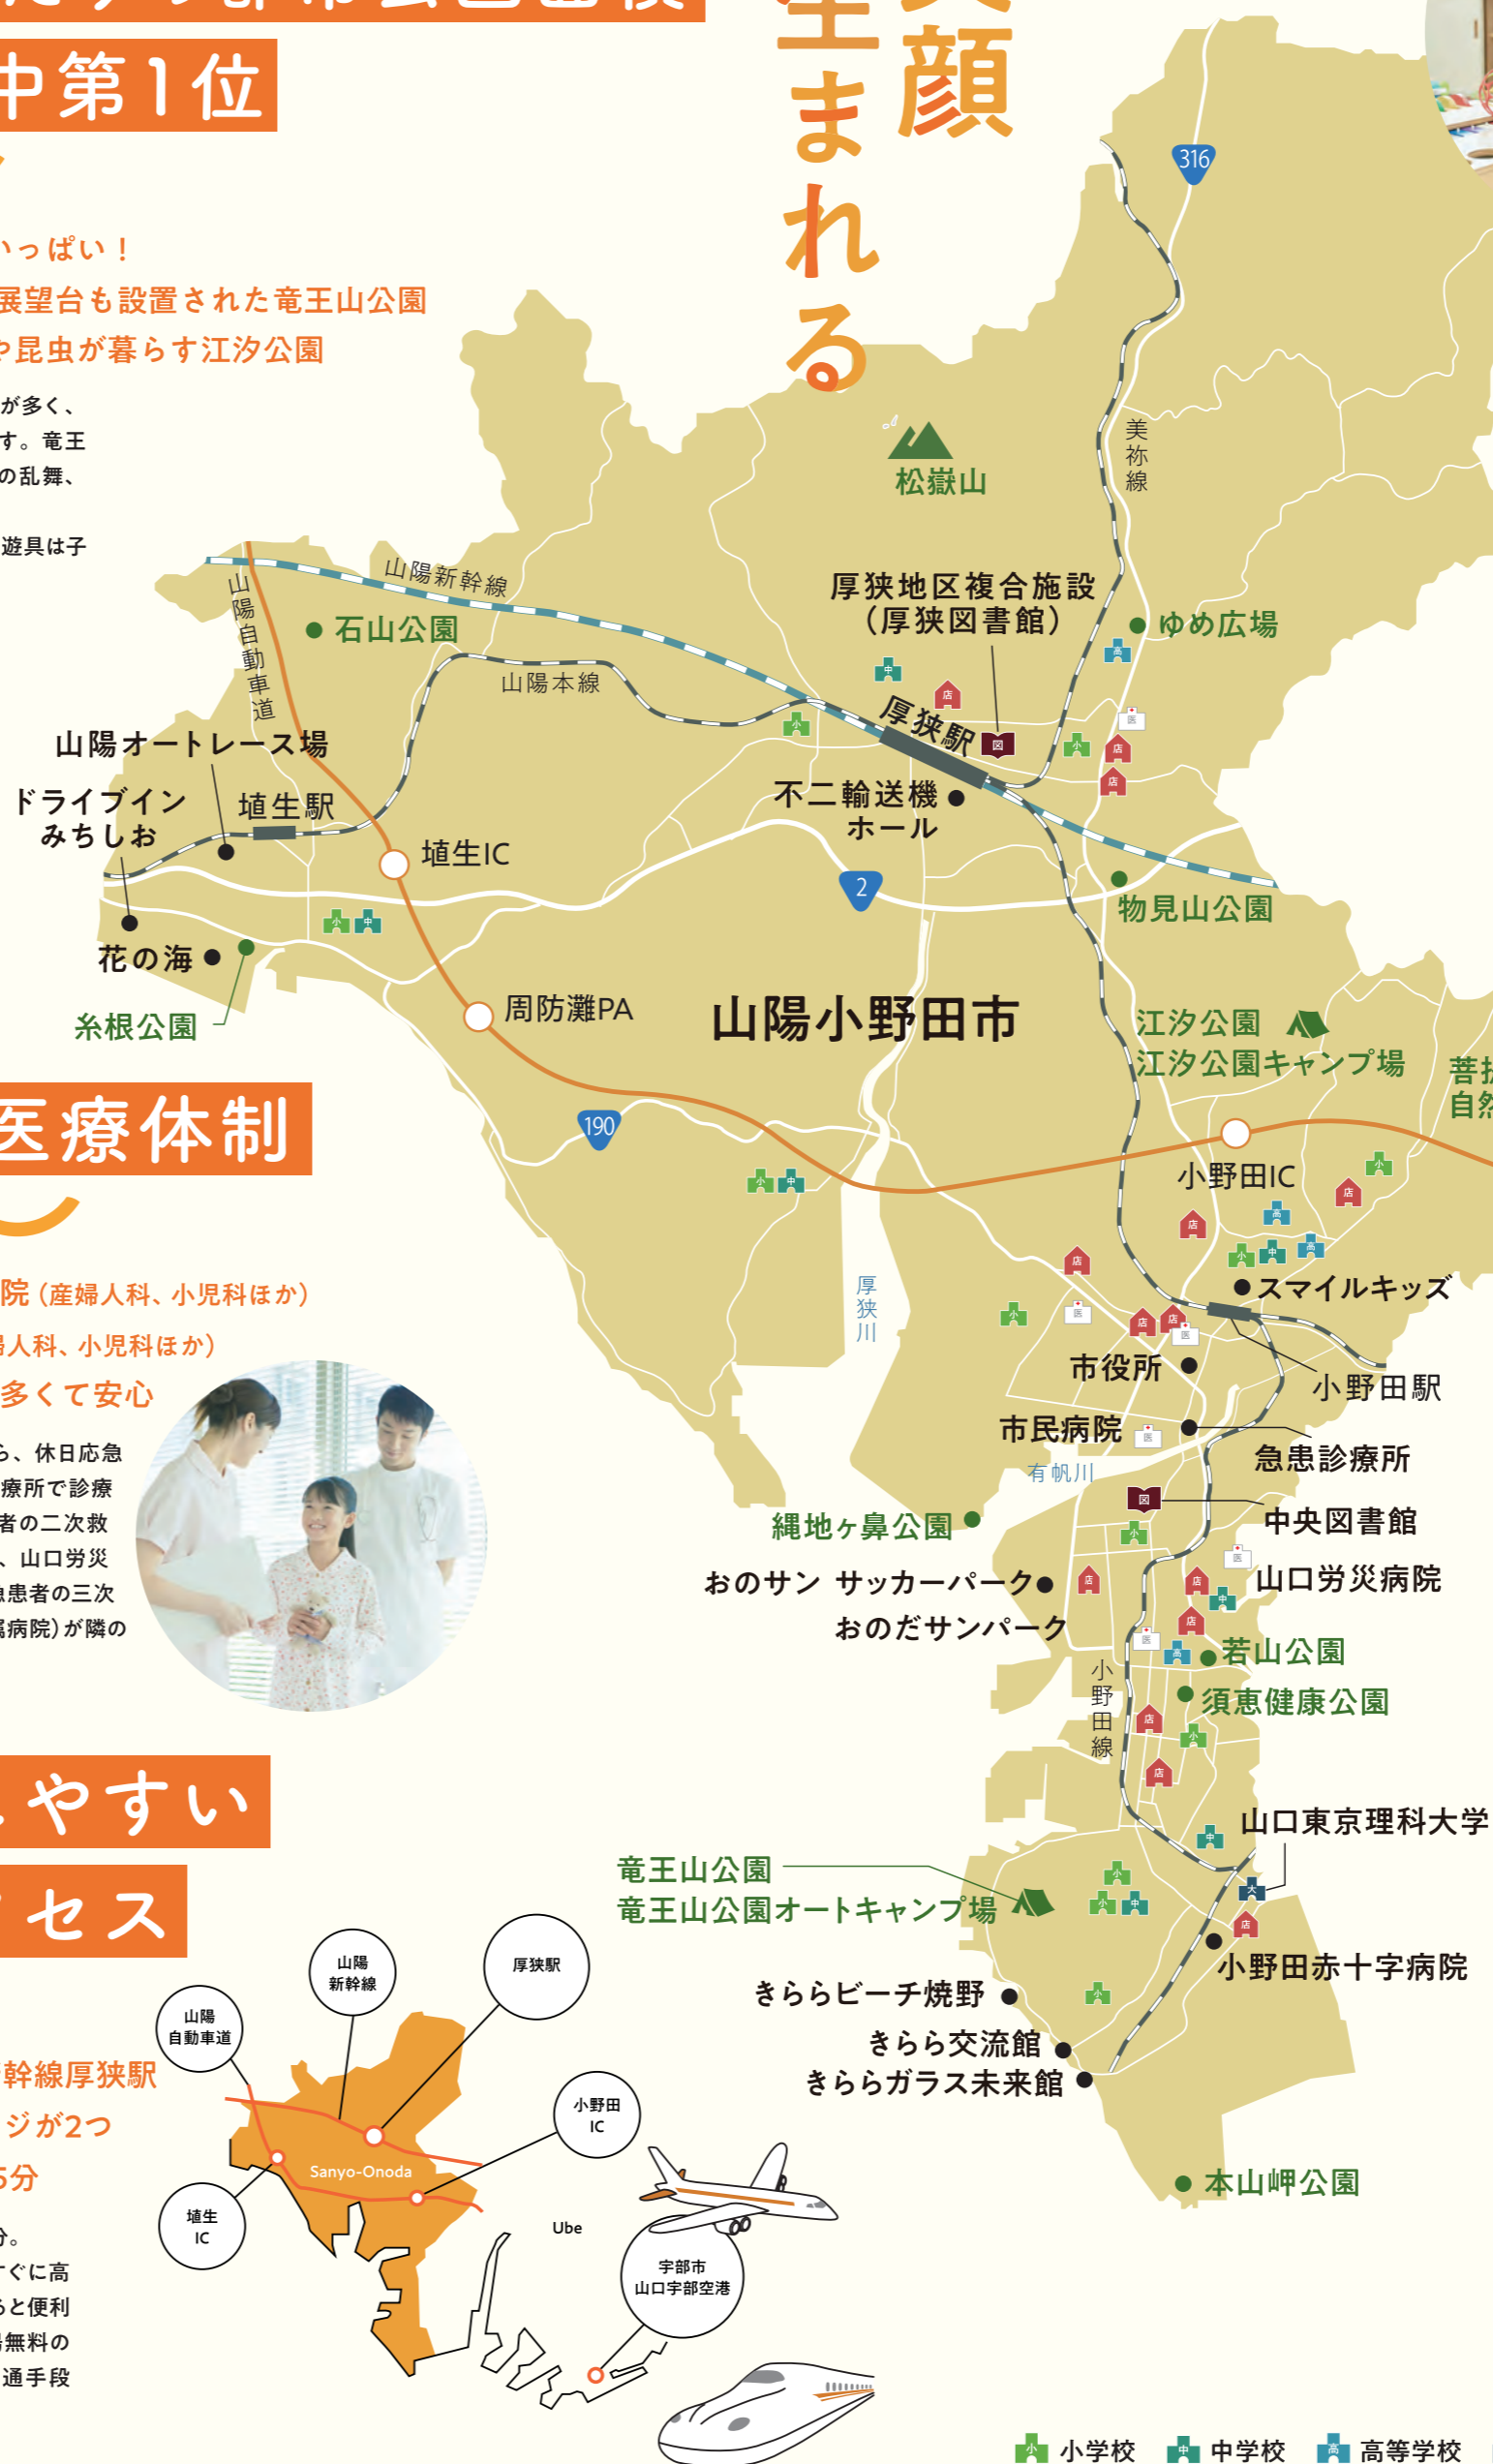 中第1位
顔
生まれる
いっぱい！
展望台も設置された竜王山公園
や昆虫が暮らす江汐公園
が多く、
す。竜王
の乱舞、
遊具は子
316
美祢線
松嶽山
山陽新幹線
山陽自動車道
石山公園
山陽本線
厚狭地区複合施設
（厚狭図書館）
ゆめ広場
厚狭駅
山陽オートレース場
ドライブイン
みちしお
埴生駅
埴生IC
不二輸送機
ホール
2
物見山公園
花の海
糸根公園
周防灘PA
山陽小野田市
江汐公園
江汐公園キャンプ場
自然
190
小野田IC
医療体制
院（産婦人科、小児科ほか）
婦人科、小児科ほか）
多くて安心
ら、休日応急
療所で診療
者の二次救
、山口労災
急患者の三次
属病院）が隣の
厚狭川
スマイルキッズ
市役所
小野田駅
市民病院
急患診療所
有帆川
中央図書館
縄地ヶ鼻公園
おのサン サッカーパーク
おのだサンパーク
山口労災病院
若山公園
須恵健康公園
小野田線
山口東京理科大学
竜王山公園
竜王山公園オートキャンプ場
小野田赤十字病院
きららビーチ焼野
きらら交流館
きららガラス未来館
本山岬公園
やすい
セス
幹線厚狭駅
ジが2つ
5分
分。
すぐに高
ると便利
場無料の
通手段
山陽
新幹線
厚狭駅
山陽
自動車道
小野田
IC
Sanyo-Onoda
埴生
IC
Ube
宇部市
山口宇部空港
小 小学校 中 中学校 高 高等学校